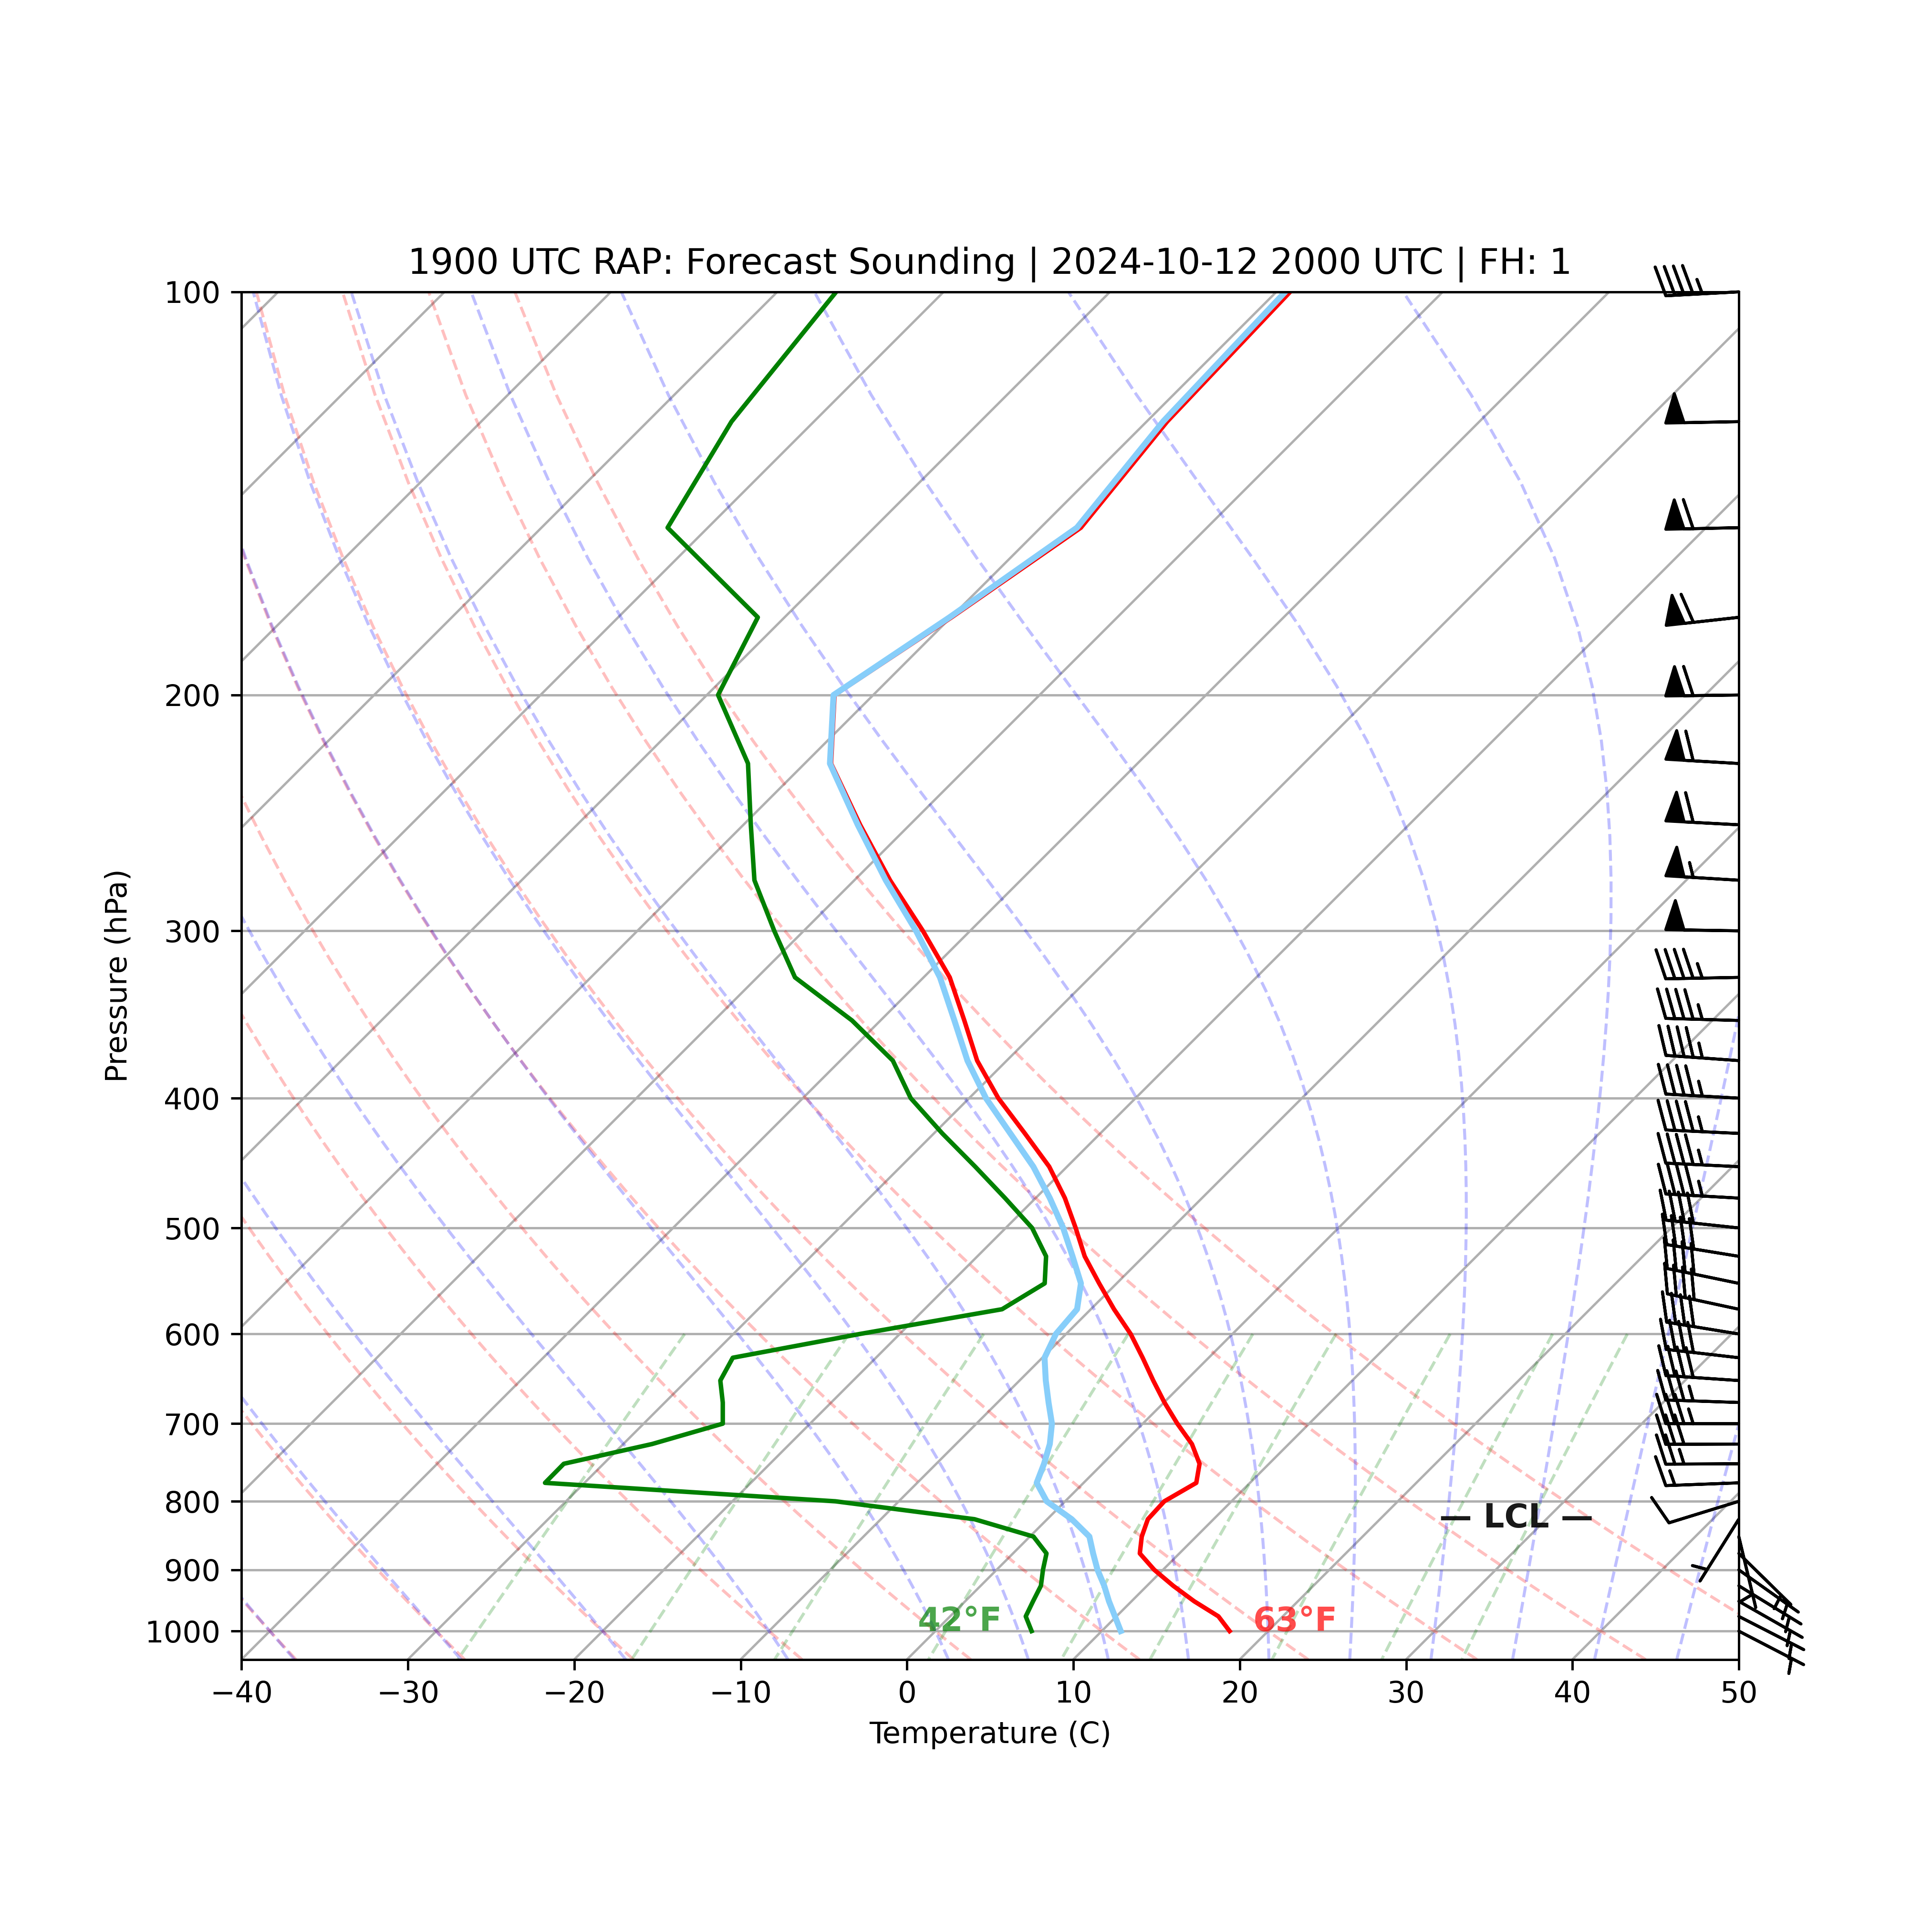 1900 UTC RAP: Forecast Sounding | 2024-10-12 2000 UTC | FH: 1
100
200
300
400
500
600
700
800
900
1000
Pressure (hPa)
— LCL —
42°F
63°F
−40 −30 −20 −10 0 10 20 30 40 50
Temperature (C)